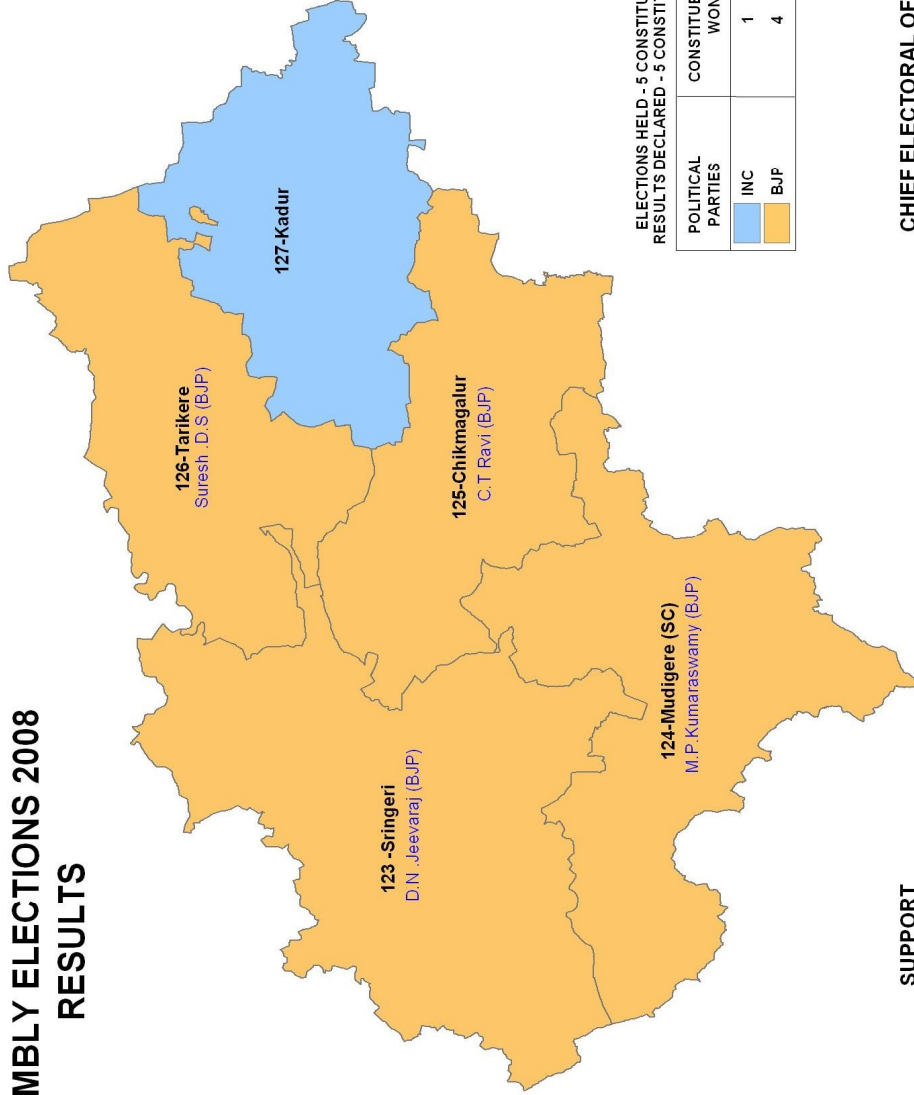 MBLY ELECTIONS 2008
RESULTS
126-Tarikere
Suresh .D.S (BJP)
127-Kadur
123 -Sringeri
D.N .Jeevaraj (BJP)
125-Chikmagalur
C.T Ravi (BJP)
124-Mudigere (SC)
M.P.Kumaraswamy (BJP)
ELECTIONS HELD - 5 CONSTITU
RESULTS DECLARED - 5 CONSTIT
POLITICAL PARTIES CONSTITUE WON
INC 1
BJP 4
SUPPORT
CHIEF ELECTORAL OF